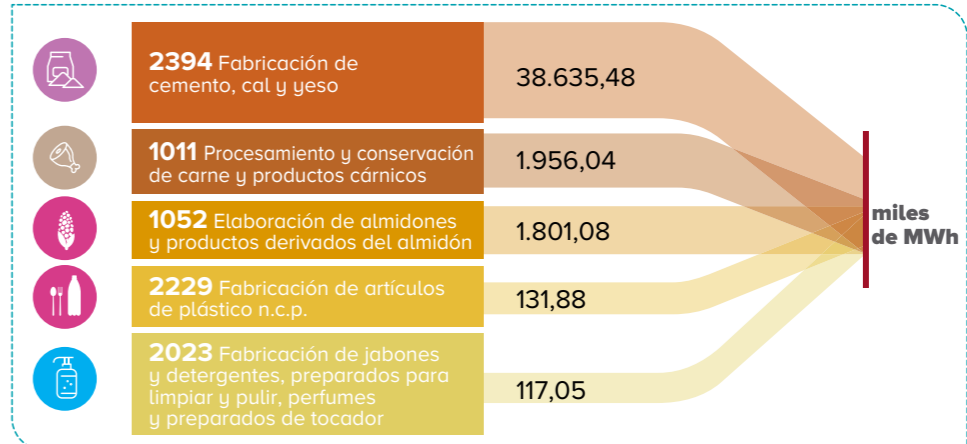 2394 Fabricación de
cemento, cal y yeso
38.635,48
1011 Procesamiento y conservación
de carne y productos cárnicos
1.956,04
1052 Elaboración de almidones
y productos derivados del almidón
1.801,08
2229 Fabricación de artículos
de plástico n.c.p.
131,88
2023 Fabricación de jabones
y detergentes, preparados para
limpiar y pulir, perfumes
y preparados de tocador
117,05
miles
de MWh